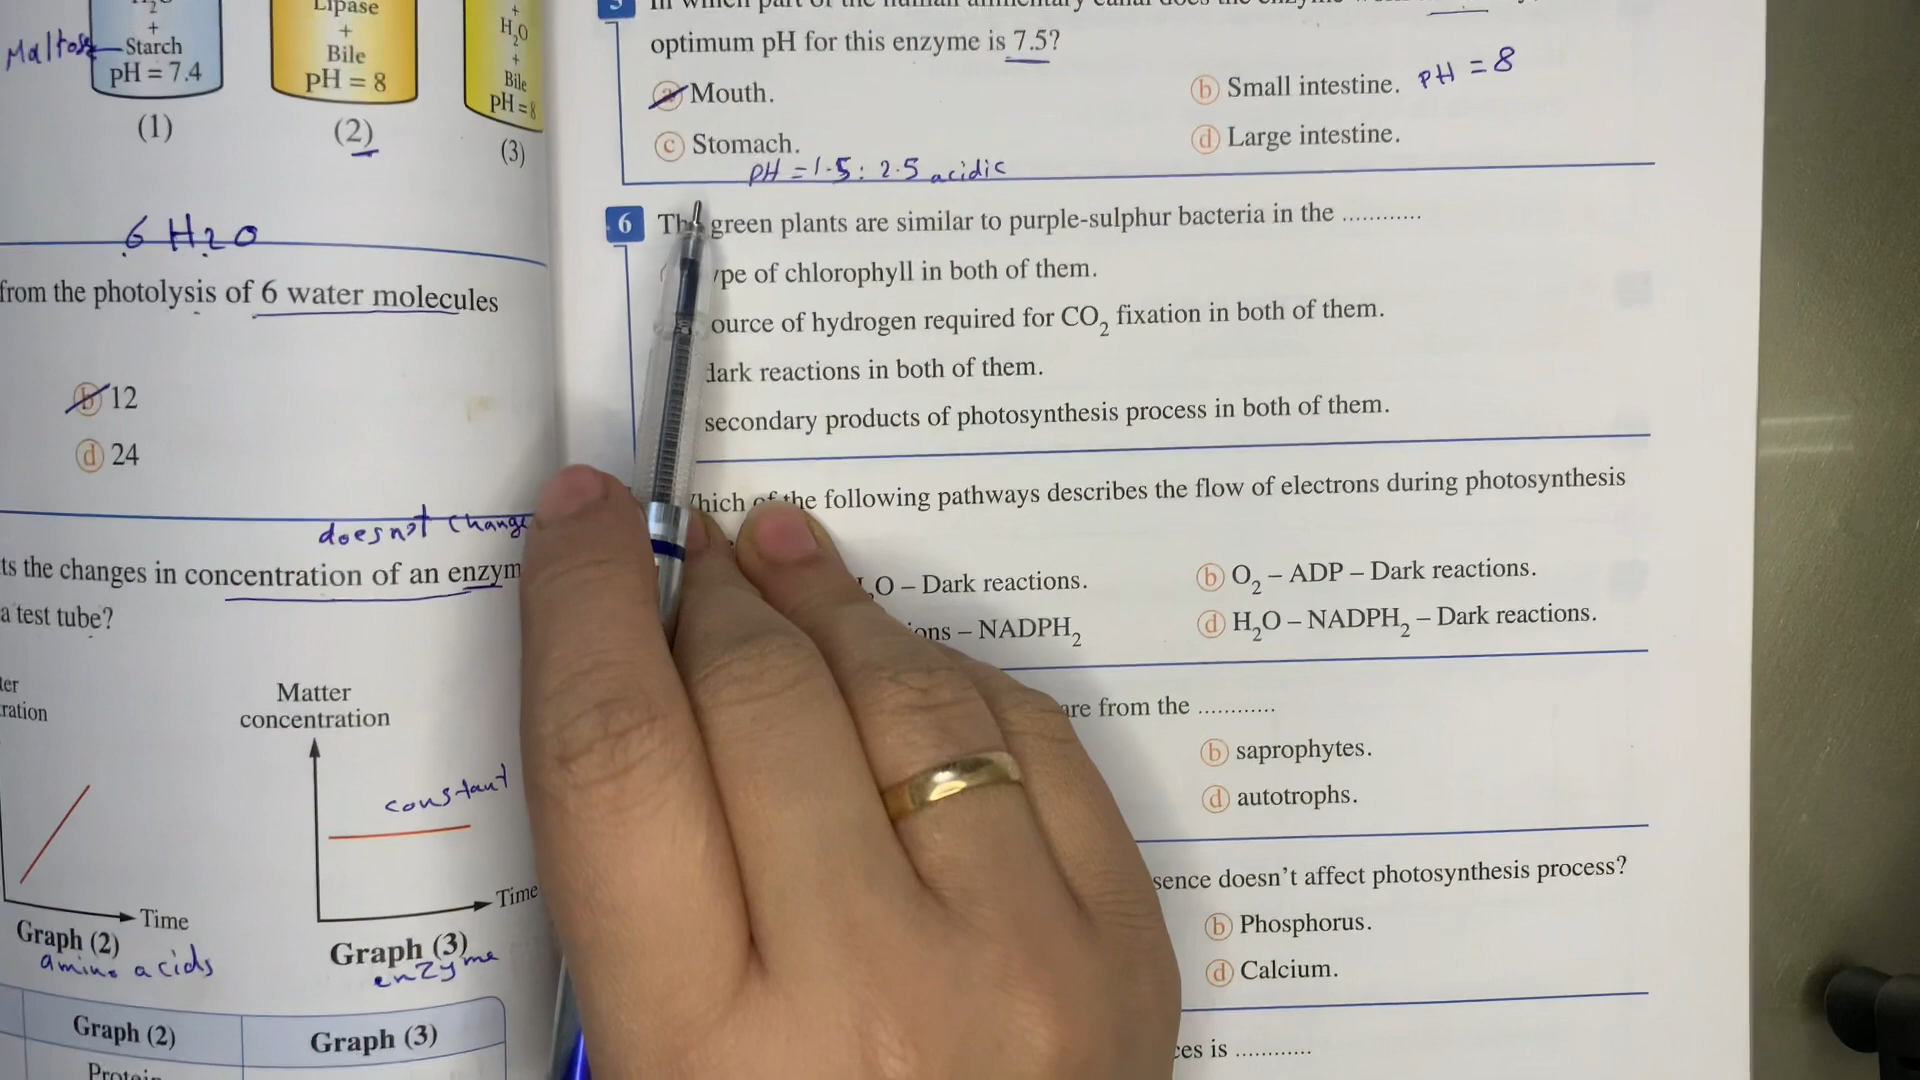 Lipase
+
Starch
pH = 7.4
(1)
Maltose
+
Bile
pH = 8
(2)
+
H2O
+
Bile
pH = 8
(3)
6 H2O
from the photolysis of 6 water molecules
b 12
d 24
doesnot change
ts the changes in concentration of an enzym
a test tube?
ration
Time
Graph (2)
amino acids
Matter
concentration
constant
Time
Graph (3)
enzyme
Graph (2)
Graph (3)
optimum pH for this enzyme is 7.5?
a Mouth.
b Small intestine. pH = 8
c Stomach.
d Large intestine.
pH = 1.5 : 2.5 acidic
6 The green plants are similar to purple-sulphur bacteria in the ............
ype of chlorophyll in both of them.
ource of hydrogen required for CO2 fixation in both of them.
dark reactions in both of them.
secondary products of photosynthesis process in both of them.
hich of the following pathways describes the flow of electrons during photosynthesis
O – Dark reactions.
b O2 – ADP – Dark reactions.
ons – NADPH2
d H2O – NADPH2 – Dark reactions.
are from the ............
b saprophytes.
d autotrophs.
sence doesn't affect photosynthesis process?
b Phosphorus.
d Calcium.
ces is ............